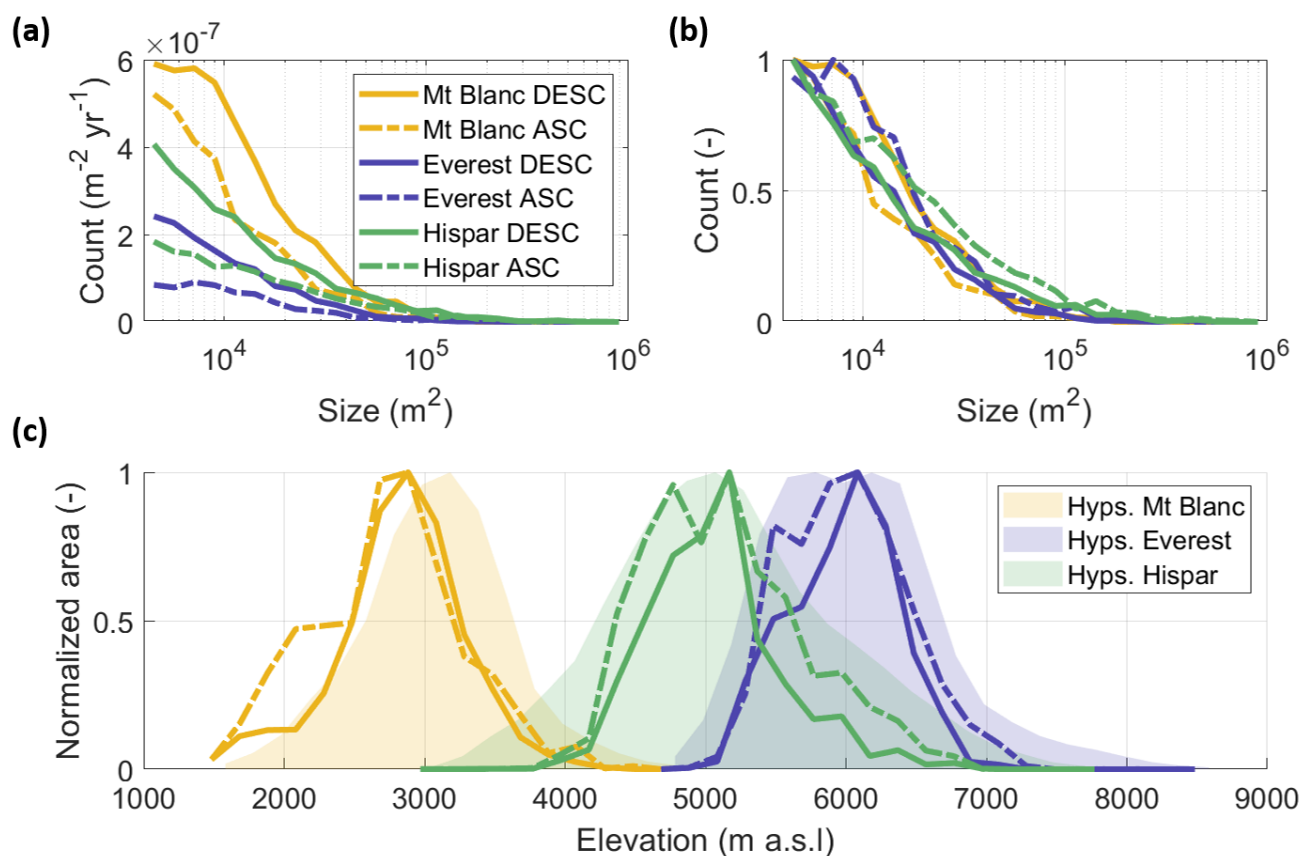 (a)
×10⁻⁷
6
4
2
0
Count (m⁻² yr⁻¹)
10⁴
10⁵
10⁶
Size (m²)
Mt Blanc DESC
Mt Blanc ASC
Everest DESC
Everest ASC
Hispar DESC
Hispar ASC
(b)
1
0.5
0
Count (-)
10⁴
10⁵
10⁶
Size (m²)
(c)
1
0.5
0
Normalized area (-)
Hyps. Mt Blanc
Hyps. Everest
Hyps. Hispar
1000 2000 3000 4000 5000 6000 7000 8000 9000
Elevation (m a.s.l)